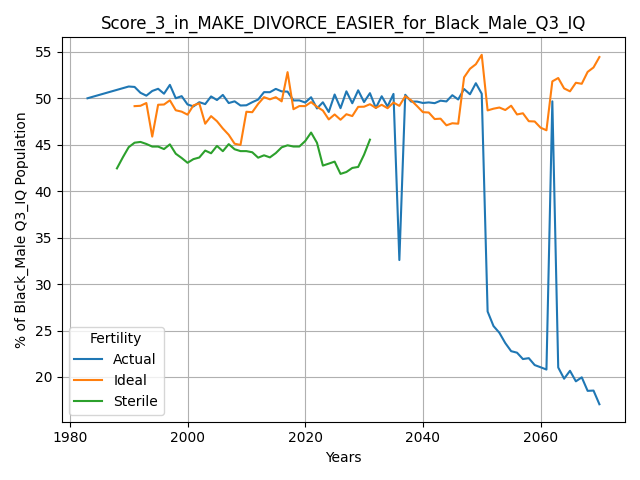 Score_3_in_MAKE_DIVORCE_EASIER_for_Black_Male_Q3_IQ
% of Black_Male Q3_IQ Population
55
50
45
40
35
30
25
20
Fertility
Actual
Ideal
Sterile
1980
2000
2020
2040
2060
Years